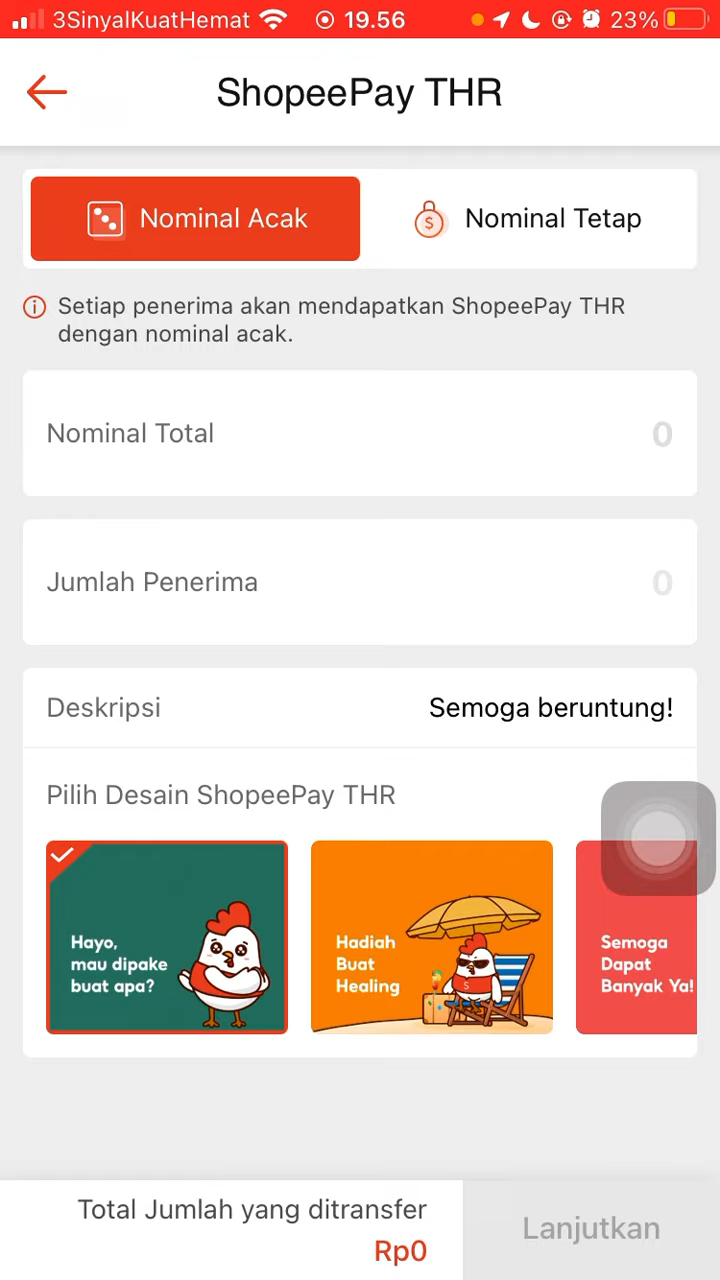 3SinyalKuatHemat 19.56 23%
ShopeePay THR
Nominal Acak
Nominal Tetap
Setiap penerima akan mendapatkan ShopeePay THR
dengan nominal acak.
Nominal Total 0
Jumlah Penerima 0
Deskripsi Semoga beruntung!
Pilih Desain ShopeePay THR
Hayo,
mau dipake
buat apa?
Hadiah
Buat
Healing
Semoga
Dapat
Banyak Ya!
Total Jumlah yang ditransfer
Rp0
Lanjutkan